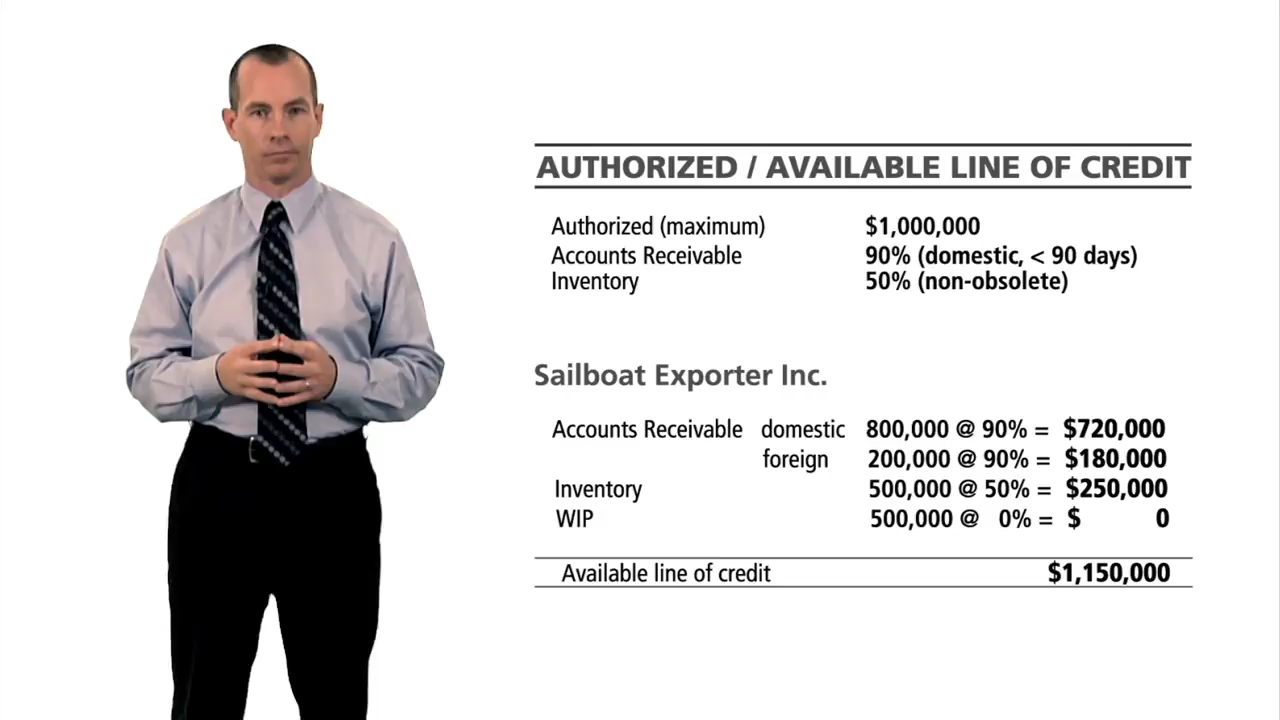 AUTHORIZED / AVAILABLE LINE OF CREDIT
Authorized (maximum) $1,000,000
Accounts Receivable 90% (domestic, < 90 days)
Inventory 50% (non-obsolete)
Sailboat Exporter Inc.
Accounts Receivable domestic 800,000 @ 90% = $720,000
foreign 200,000 @ 90% = $180,000
Inventory 500,000 @ 50% = $250,000
WIP 500,000 @ 0% = $ 0
Available line of credit $1,150,000